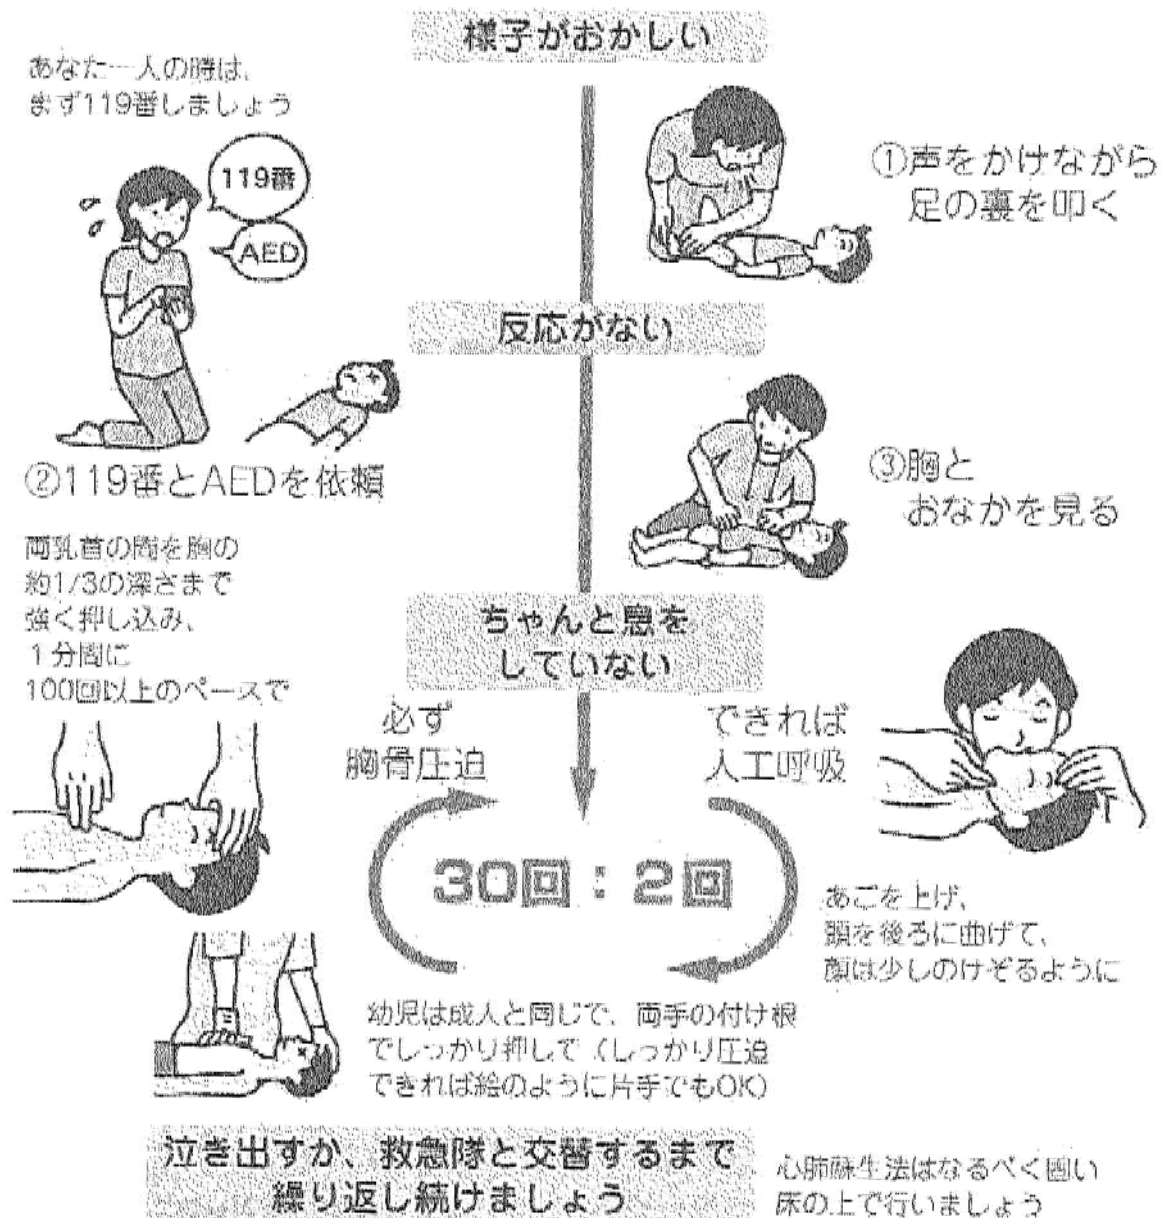 様子がおかしい
あなた一人の時は、
まず119番しましょう
119番
AED
①声をかけながら
足の裏を叩く
反応がない
②119番とAEDを依頼
③胸と
おなかを見る
両乳首の間を胸の
約1/3の深さまで
強く押し込み、
1分間に
100回以上のペースで
ちゃんと息を
していない
必ず
胸骨圧迫
できれば
人工呼吸
30回:2回
あごを上げ、
頭を後ろに曲げて、
顔は少しのけぞるように
幼児は成人と同じで、両手の付け根
でしっかり押して(しっかり圧迫
できれば絵のように片手でもOK)
泣き出すか、救急隊と交替するまで
繰り返し続けましょう
心肺蘇生法はなるべく固い
床の上で行いましょう